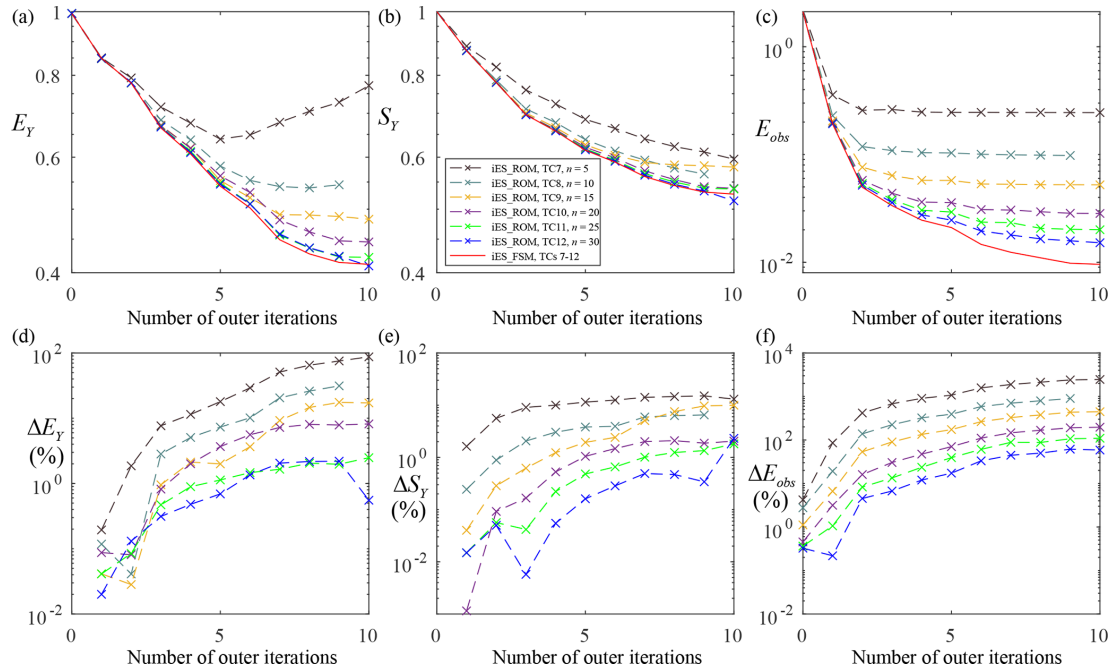 (a)
1
0.8
0.6
0.4
E_Y
0
5
10
Number of outer iterations
(b)
1
0.8
0.6
0.4
S_Y
iES_ROM, TC7, n = 5
iES_ROM, TC8, n = 10
iES_ROM, TC9, n = 15
iES_ROM, TC10, n = 20
iES_ROM, TC11, n = 25
iES_ROM, TC12, n = 30
iES_FSM, TCs 7-12
0
5
10
Number of outer iterations
(c)
10^0
10^-2
E_obs
0
5
10
Number of outer iterations
(d)
10^2
10^0
10^-2
ΔE_Y
(%)
0
5
10
Number of outer iterations
(e)
10^2
10^0
10^-2
ΔS_Y
(%)
0
5
10
Number of outer iterations
(f)
10^4
10^2
10^0
10^-2
ΔE_obs
(%)
0
5
10
Number of outer iterations